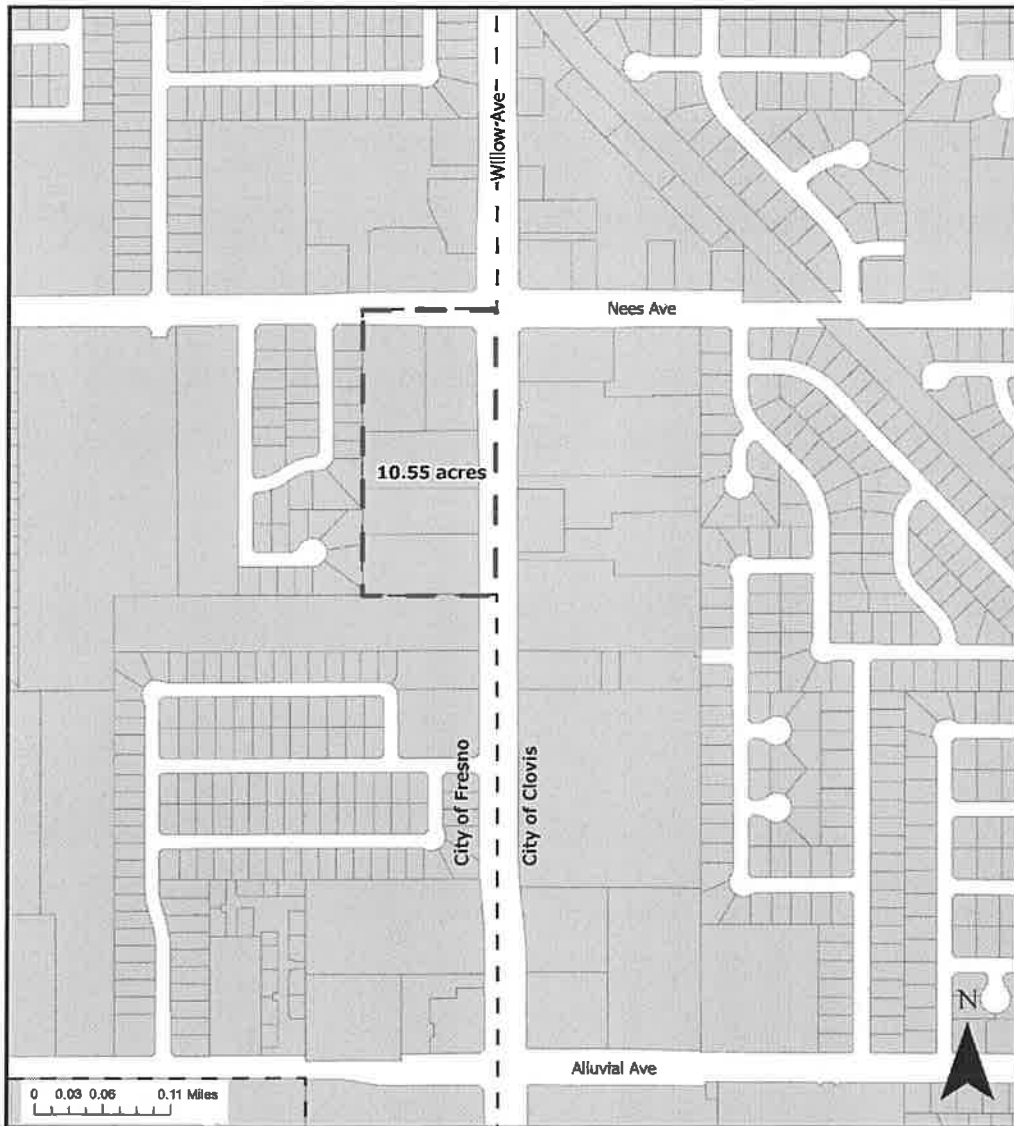 Willow Ave
Nees Ave
10.55 acres
City of Fresno
City of Clovis
N
Alluvial Ave
0 0.03 0.06 0.11 Miles